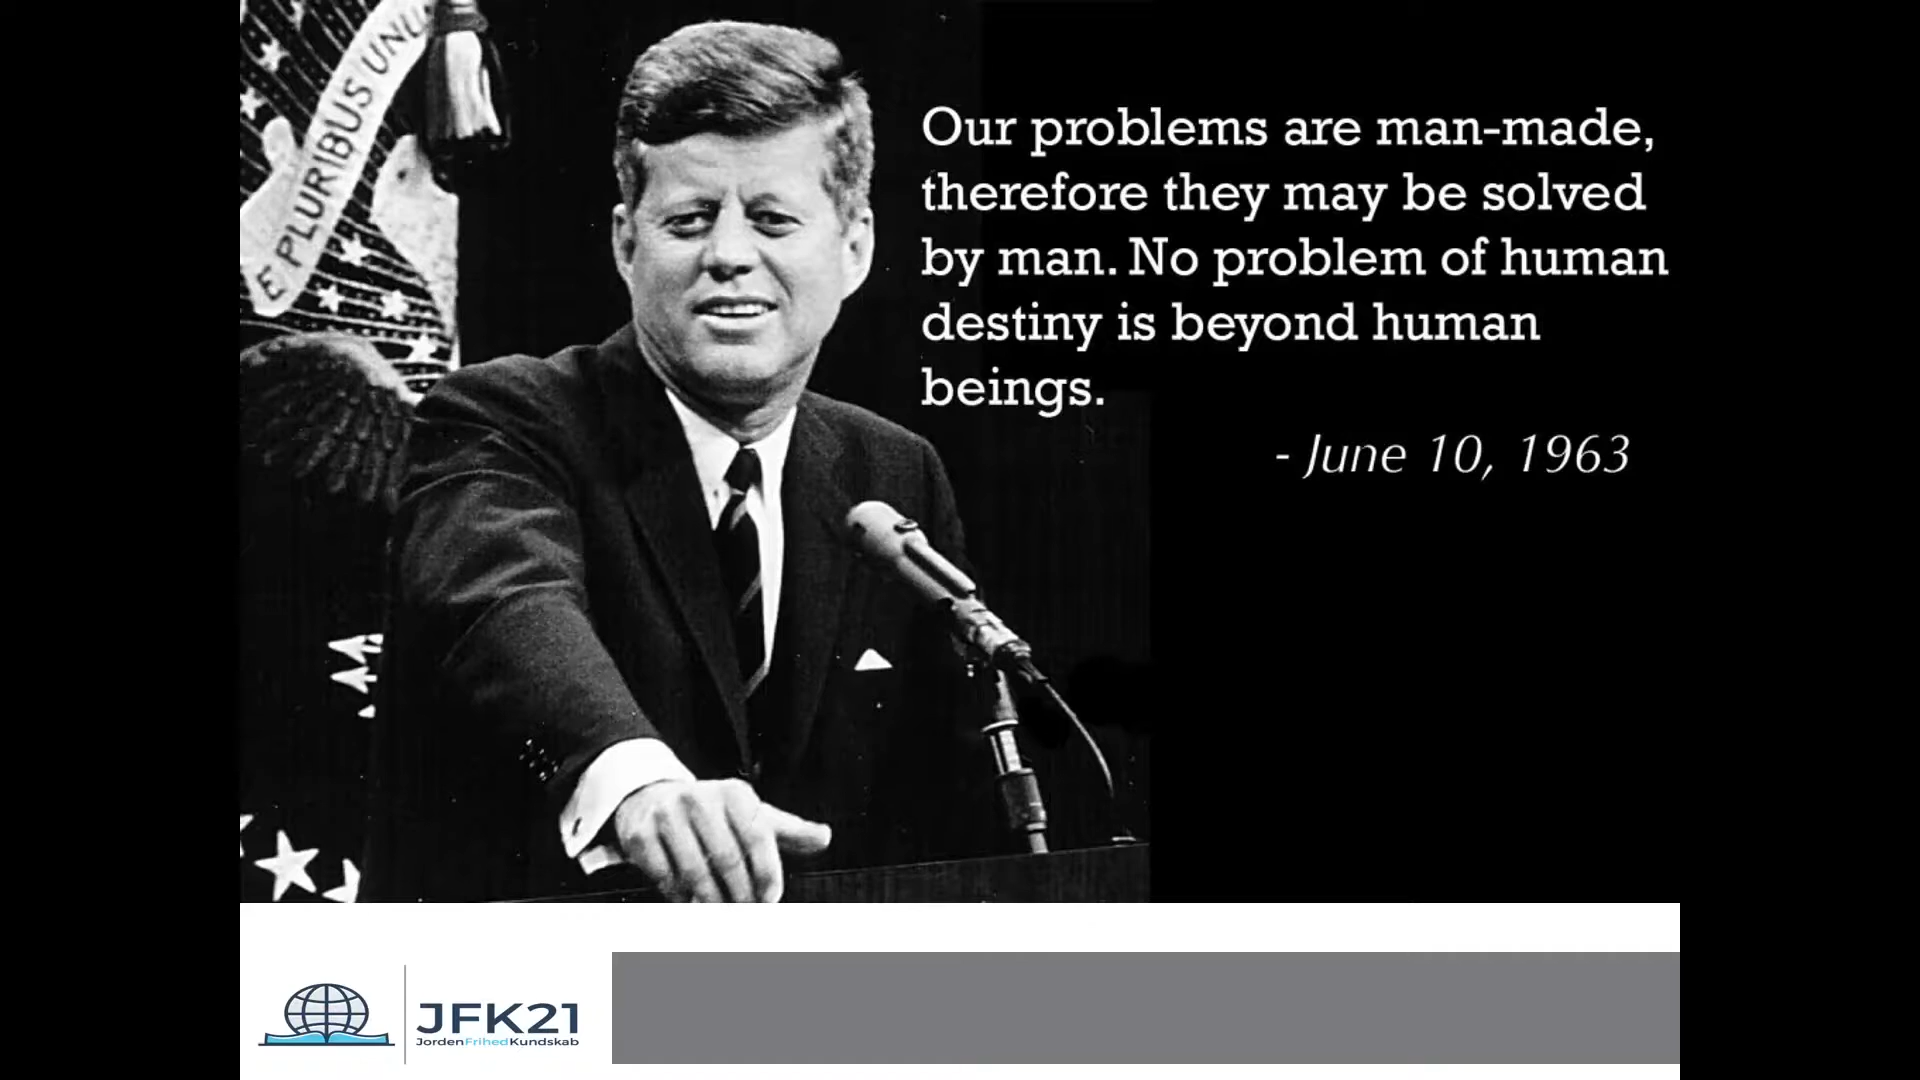 E PLURIBUS UNU
Our problems are man-made,
therefore they may be solved
by man. No problem of human
destiny is beyond human
beings.
- June 10, 1963
JFK21
JordenFrihedKundskab